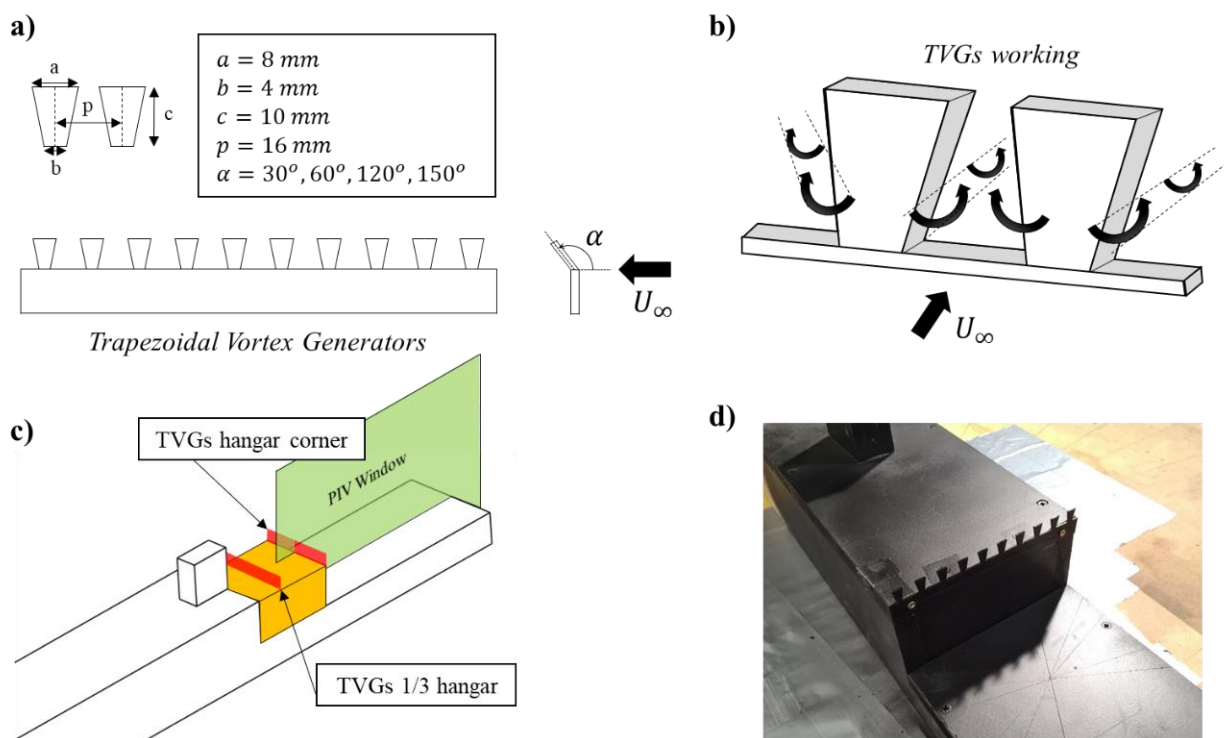 a)
a
p
c
b
a = 8 mm
b = 4 mm
c = 10 mm
p = 16 mm
α = 30°, 60°, 120°, 150°
α
U∞
Trapezoidal Vortex Generators
b)
TVGs working
U∞
c)
TVGs hangar corner
PIV Window
TVGs 1/3 hangar
d)